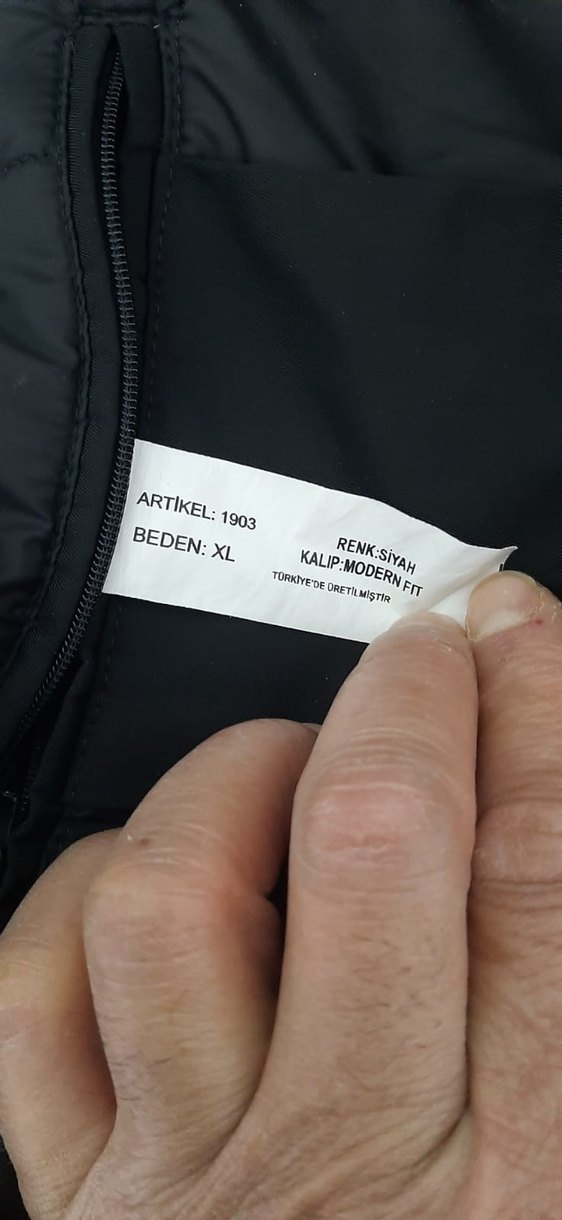 ARTİKEL: 1903
BEDEN: XL
RENK:SİYAH
KALIP:MODERN FIT
TÜRKİYE'DE ÜRETİLMİŞTİR